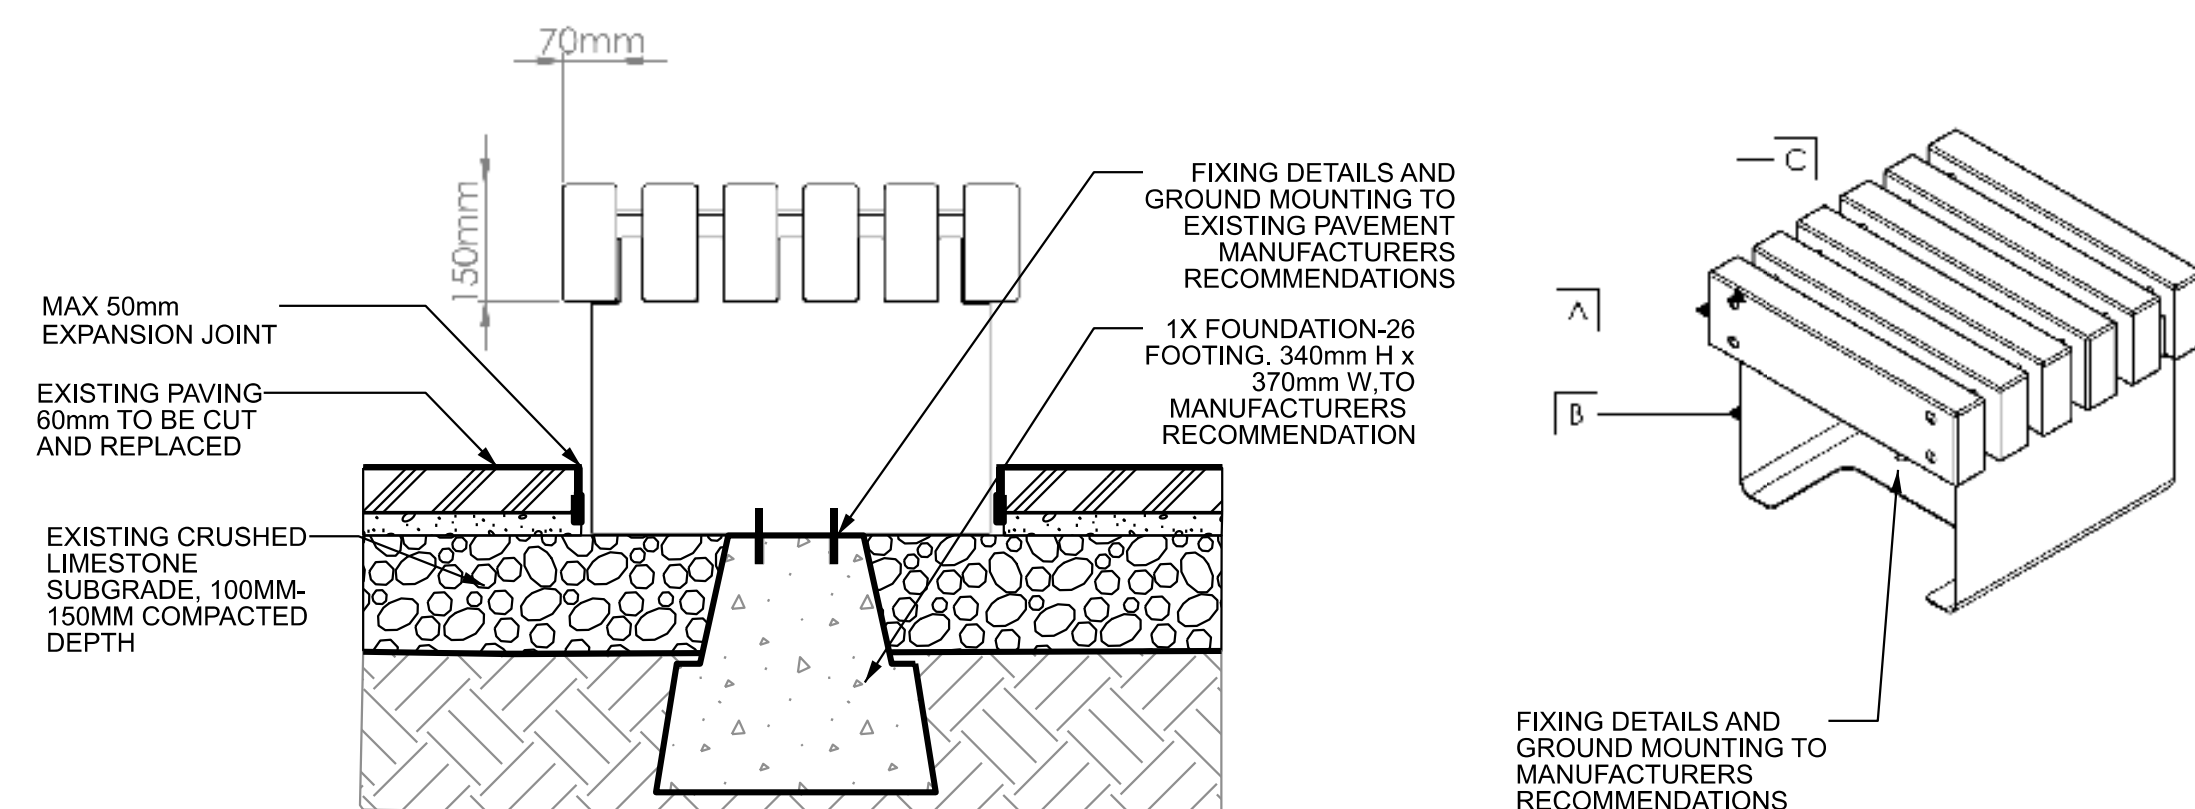 70mm
150mm
MAX 50mm
EXPANSION JOINT
EXISTING PAVING
60mm TO BE CUT
AND REPLACED
EXISTING CRUSHED
LIMESTONE
SUBGRADE, 100MM-
150MM COMPACTED
DEPTH
FIXING DETAILS AND
GROUND MOUNTING TO
EXISTING PAVEMENT
MANUFACTURERS
RECOMMENDATIONS
1X FOUNDATION-26
FOOTING. 340mm H x
370mm W,TO
MANUFACTURERS
RECOMMENDATION
C
A
B
FIXING DETAILS AND
GROUND MOUNTING TO
MANUFACTURERS
RECOMMENDATIONS